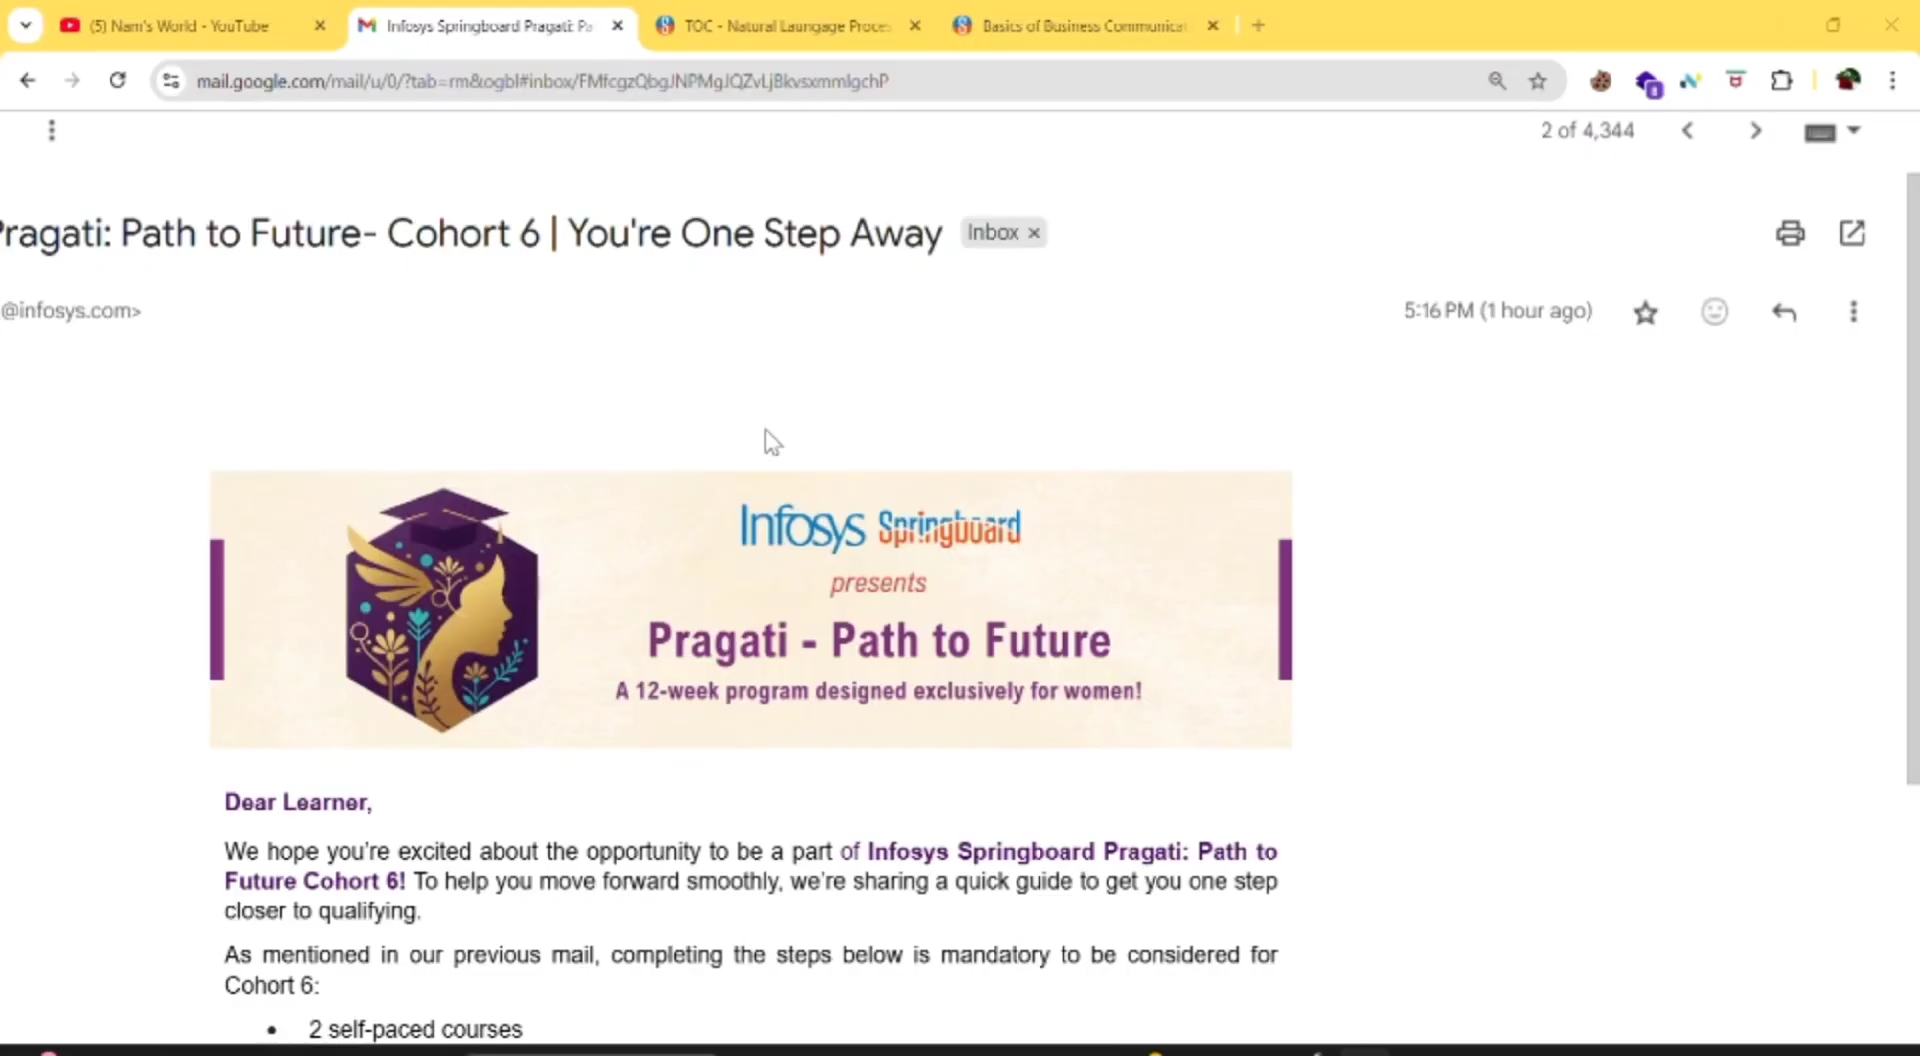 (5) Nam's World - YouTube
Infosys Springboard Pragati: Pa
TOC - Natural Laungage Proces
Basics of Business Communicat
mail.google.com/mail/u/0/?tab=rm&ogbl#inbox/FMfcgzQbgJNPMgJQZvLjBkvsxmmlgchP
2 of 4,344
Pragati: Path to Future- Cohort 6 | You're One Step Away
Inbox ×
@infosys.com>
5:16 PM (1 hour ago)
Infosys Springboard
presents
Pragati - Path to Future
A 12-week program designed exclusively for women!
Dear Learner,
We hope you're excited about the opportunity to be a part of Infosys Springboard Pragati: Path to
Future Cohort 6! To help you move forward smoothly, we're sharing a quick guide to get you one step
closer to qualifying.
As mentioned in our previous mail, completing the steps below is mandatory to be considered for
Cohort 6:
• 2 self-paced courses